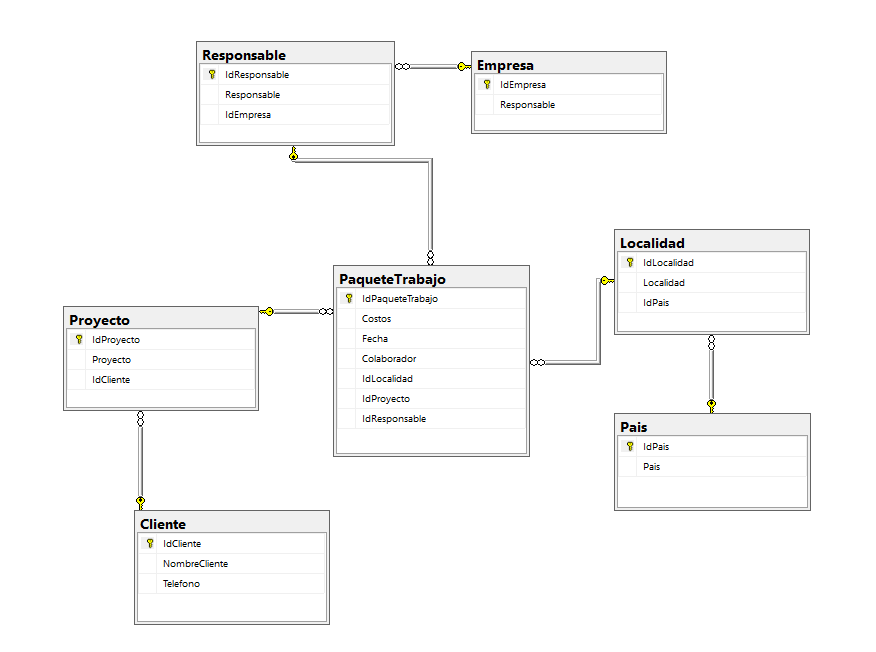 Responsable
IdResponsable
Responsable
IdEmpresa
Empresa
IdEmpresa
Responsable
Localidad
IdLocalidad
Localidad
IdPais
PaqueteTrabajo
IdPaqueteTrabajo
Costos
Fecha
Colaborador
IdLocalidad
IdProyecto
IdResponsable
Proyecto
IdProyecto
Proyecto
IdCliente
Pais
IdPais
Pais
Cliente
IdCliente
NombreCliente
Telefono